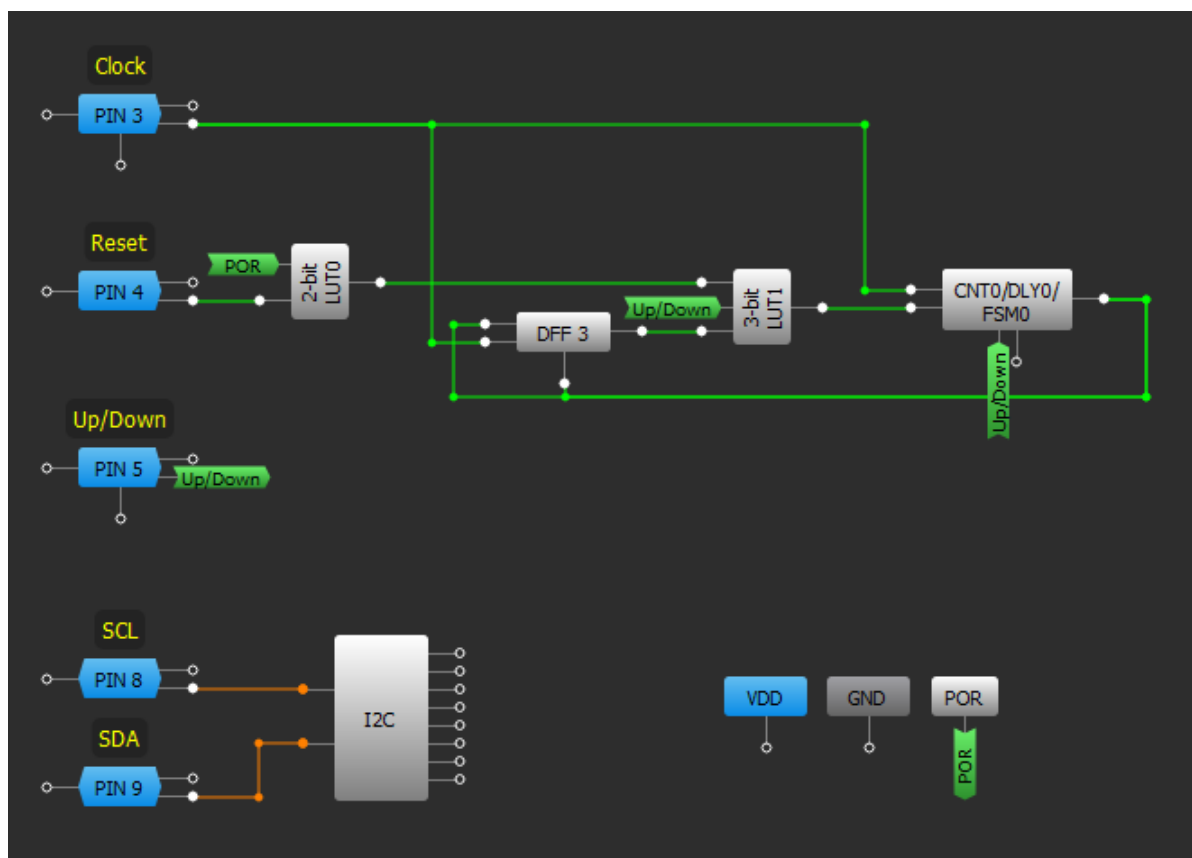 Clock
PIN 3
Reset
PIN 4
POR
2-bit
LUT0
Up/Down
3-bit
LUT1
DFF 3
CNT0/DLY0/
FSM0
Up/Down
Up/Down
PIN 5
Up/Down
SCL
PIN 8
SDA
PIN 9
I2C
VDD
GND
POR
POR